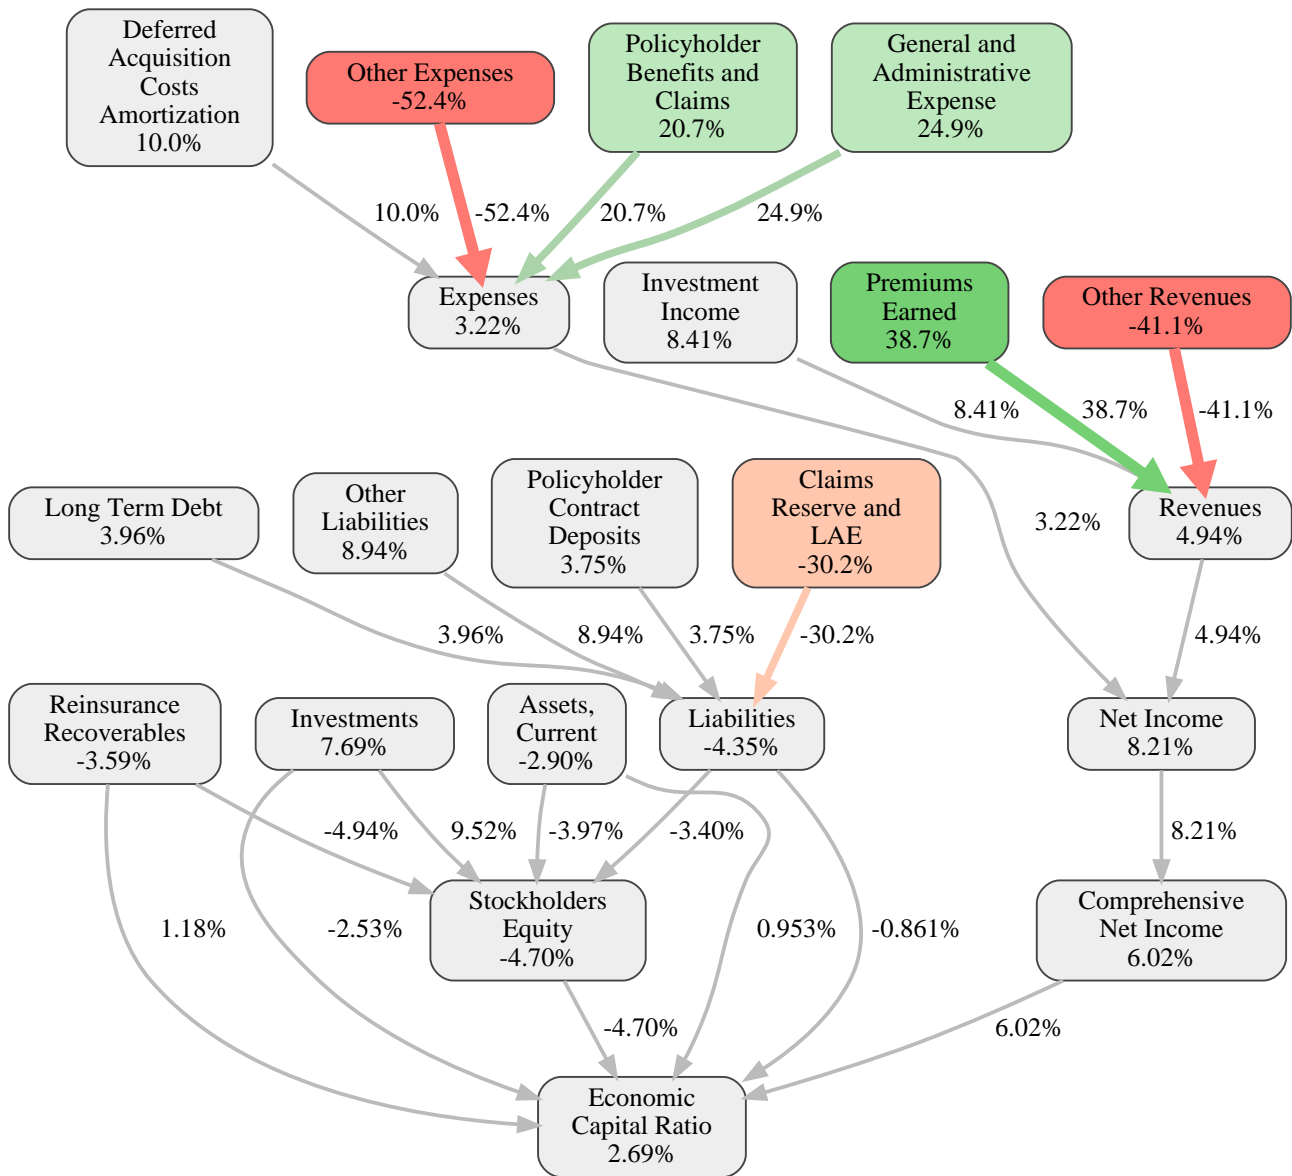 Deferred
Acquisition
Costs
Amortization
10.0%
Other Expenses
-52.4%
Policyholder
Benefits and
Claims
20.7%
General and
Administrative
Expense
24.9%
10.0%
-52.4%
20.7%
24.9%
Expenses
3.22%
Investment
Income
8.41%
Premiums
Earned
38.7%
Other Revenues
-41.1%
8.41%
38.7%
-41.1%
Long Term Debt
3.96%
Other
Liabilities
8.94%
Policyholder
Contract
Deposits
3.75%
Claims
Reserve and
LAE
-30.2%
3.22%
Revenues
4.94%
3.96%
8.94%
3.75%
-30.2%
4.94%
Reinsurance
Recoverables
-3.59%
Investments
7.69%
Assets,
Current
-2.90%
Liabilities
-4.35%
Net Income
8.21%
-4.94%
9.52%
-3.97%
-3.40%
8.21%
1.18%
-2.53%
Stockholders
Equity
-4.70%
0.953%
-0.861%
Comprehensive
Net Income
6.02%
-4.70%
6.02%
Economic
Capital Ratio
2.69%